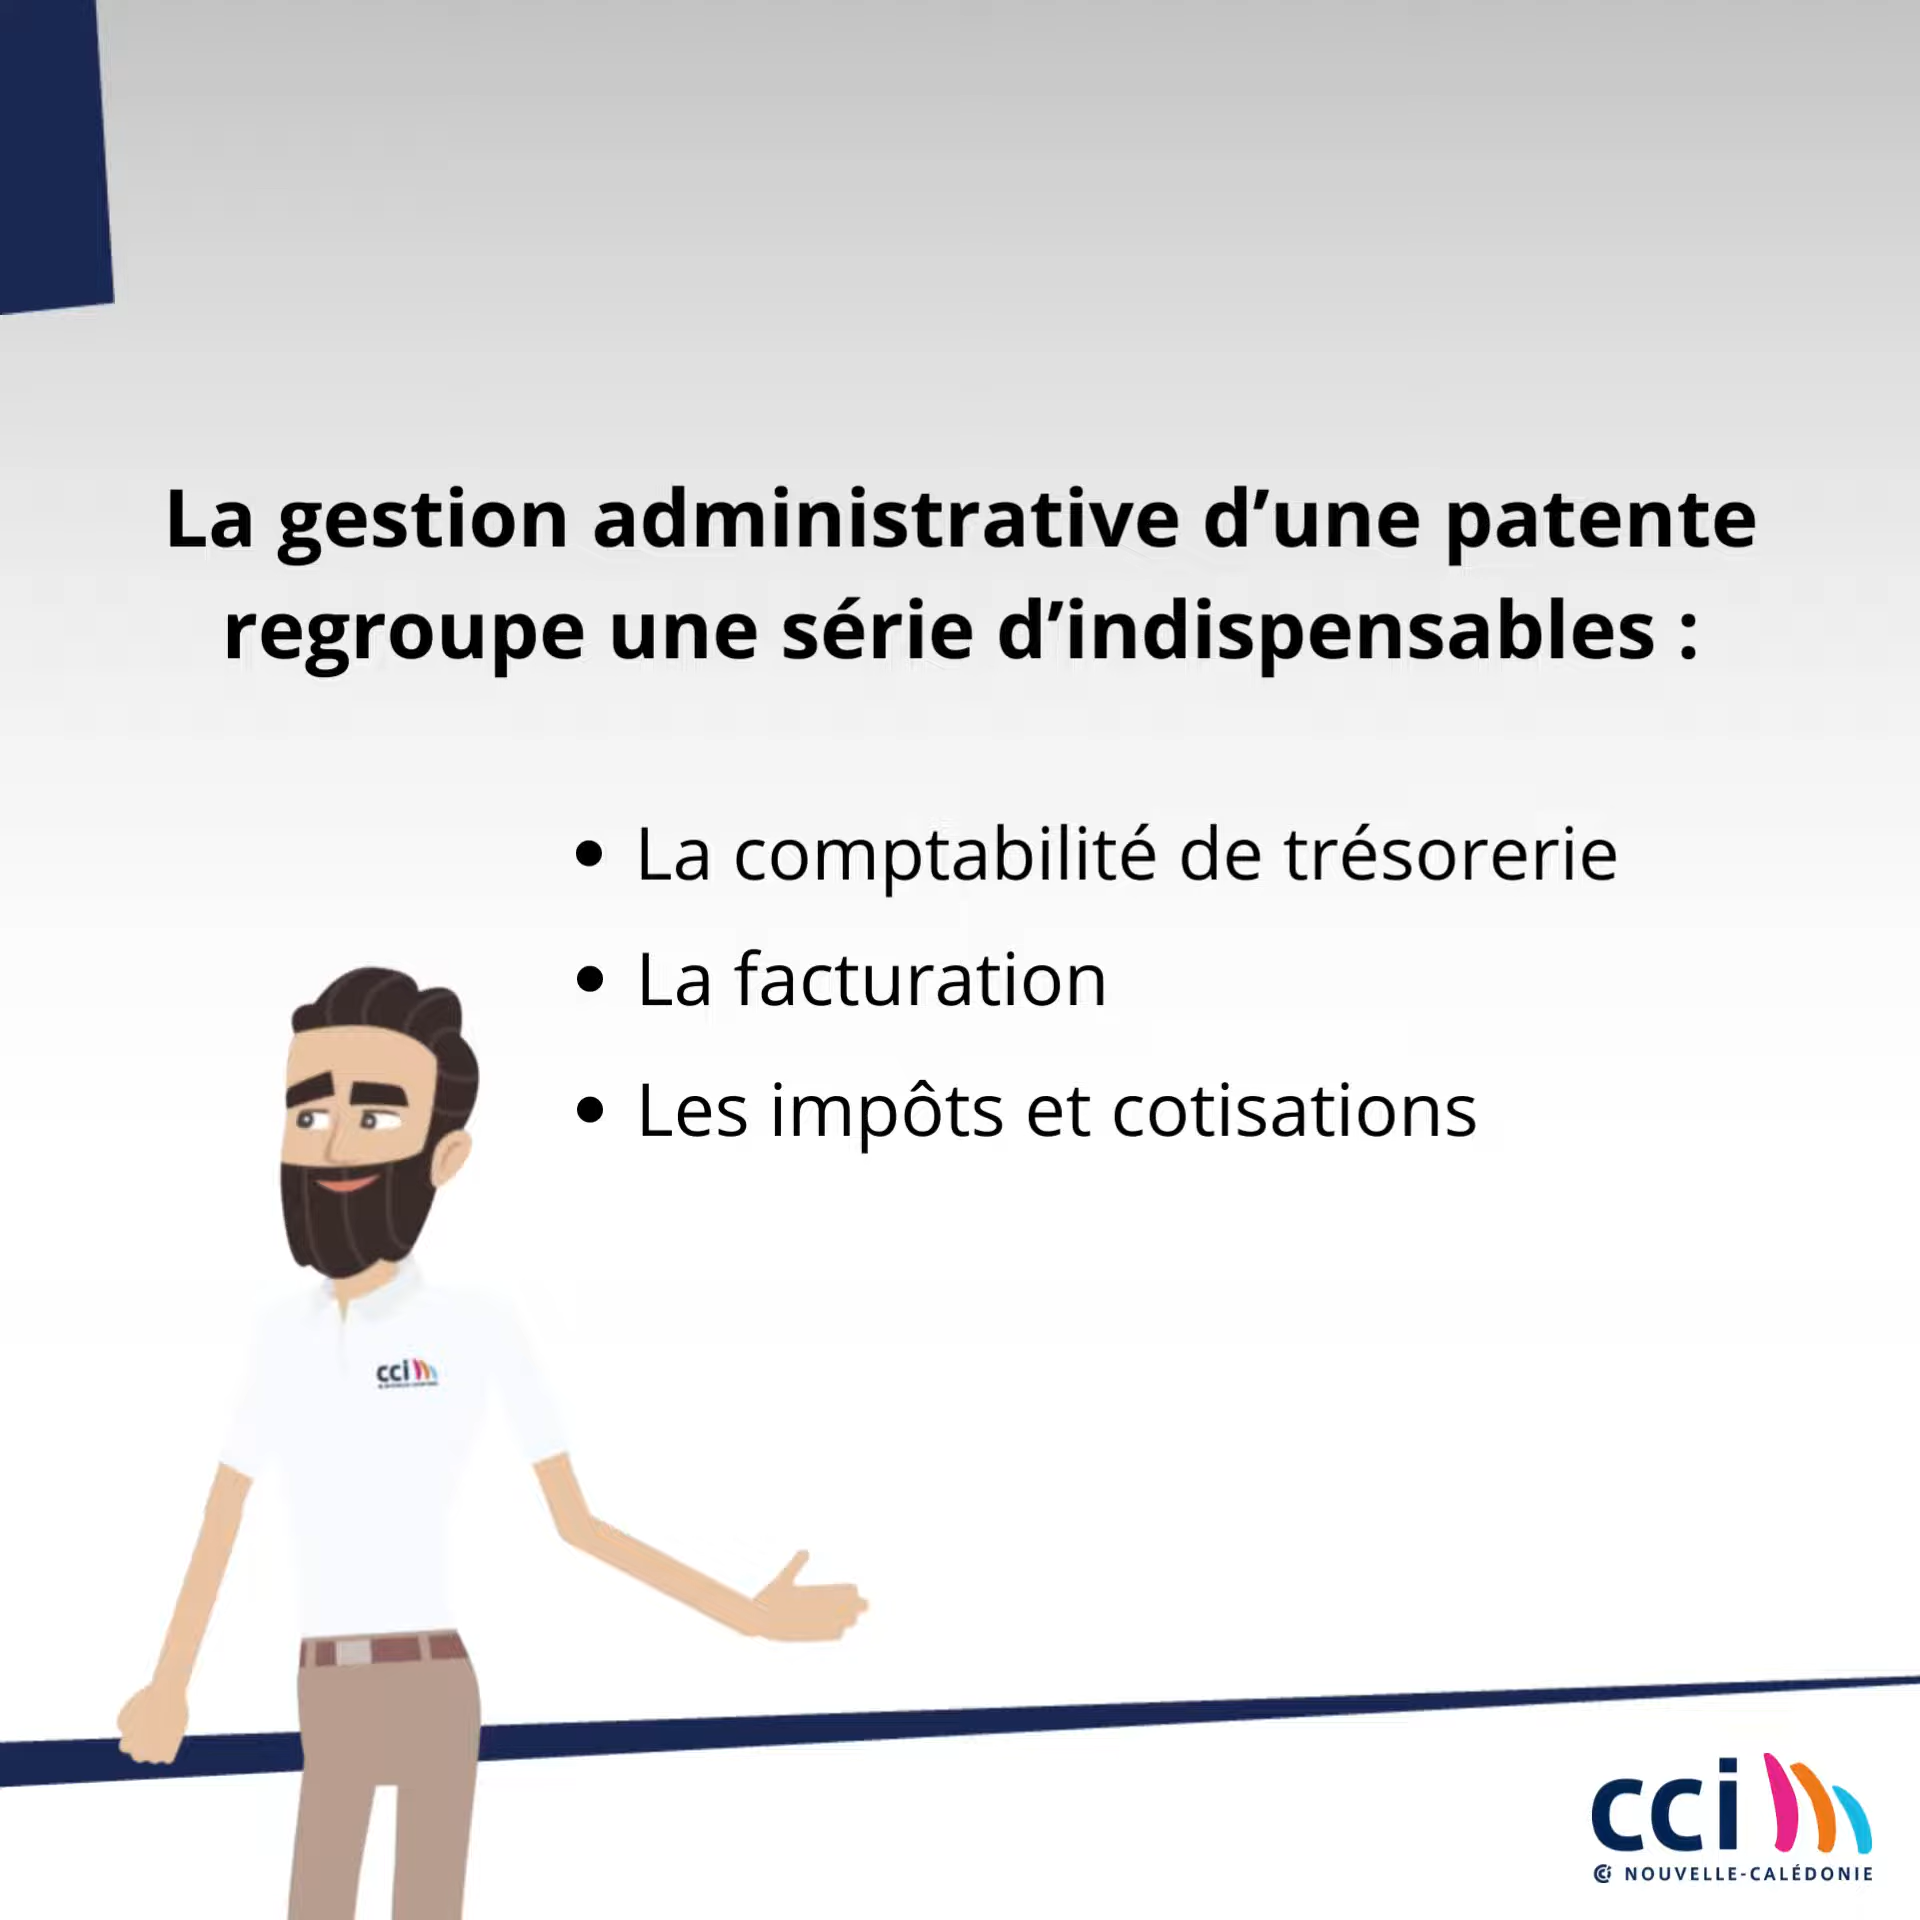 La gestion administrative d’une patente
regroupe une série d’indispensables :
• La comptabilité de trésorerie
• La facturation
• Les impôts et cotisations
cci
cci
NOUVELLE-CALÉDONIE